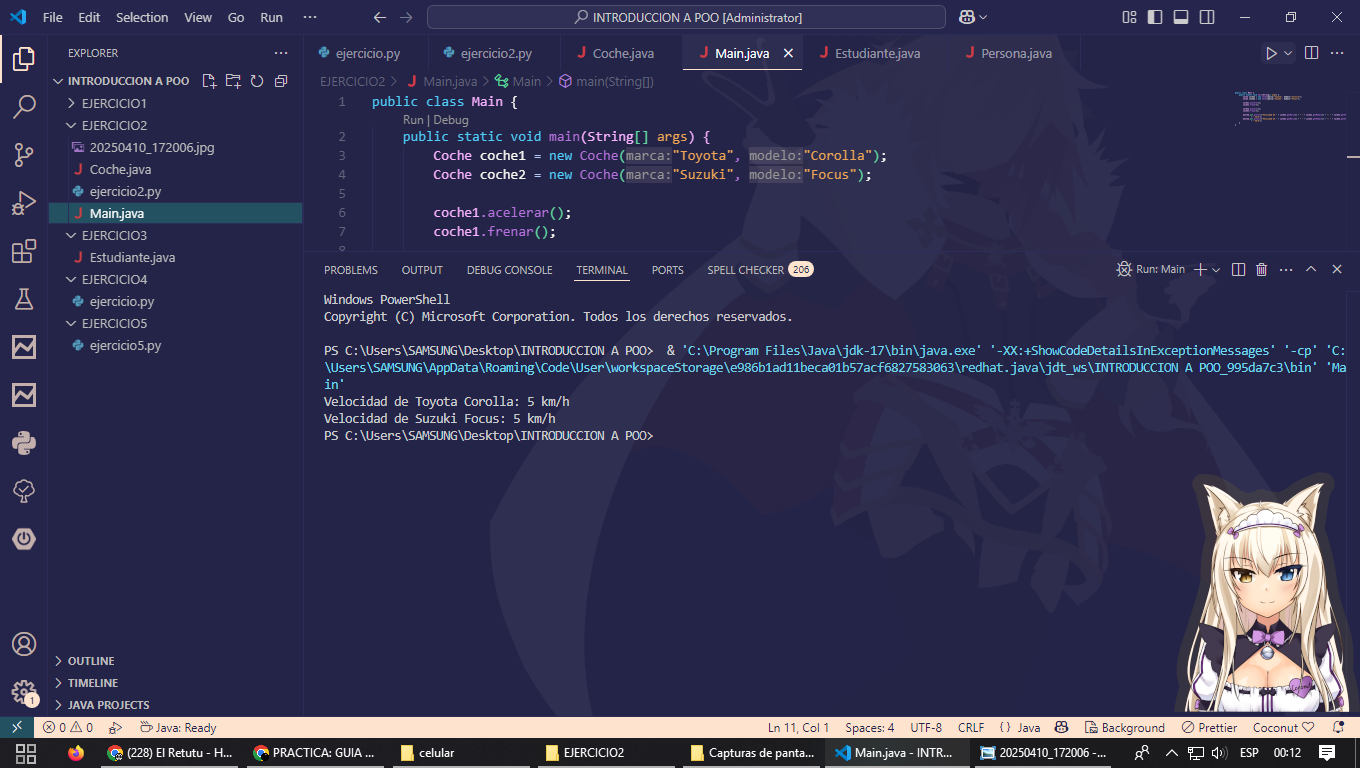 File Edit Selection View Go Run ··· INTRODUCCION A POO [Administrator]
EXPLORER
INTRODUCCION A POO
EJERCICIO1
EJERCICIO2
20250410_172006.jpg
Coche.java
ejercicio2.py
Main.java
EJERCICIO3
Estudiante.java
EJERCICIO4
ejercicio.py
EJERCICIO5
ejercicio5.py
OUTLINE
TIMELINE
JAVA PROJECTS
ejercicio.py ejercicio2.py Coche.java Main.java Estudiante.java Persona.java
EJERCICIO2 > Main.java > Main > main(String[])
1 public class Main {
Run | Debug
2 public static void main(String[] args) {
3 Coche coche1 = new Coche(marca:"Toyota", modelo:"Corolla");
4 Coche coche2 = new Coche(marca:"Suzuki", modelo:"Focus");
5
6 coche1.acelerar();
7 coche1.frenar();
8
PROBLEMS OUTPUT DEBUG CONSOLE TERMINAL PORTS SPELL CHECKER 206 Run: Main
Windows PowerShell
Copyright (C) Microsoft Corporation. Todos los derechos reservados.
PS C:\Users\SAMSUNG\Desktop\INTRODUCCION A POO>  & 'C:\Program Files\Java\jdk-17\bin\java.exe' '-XX:+ShowCodeDetailsInExceptionMessages' '-cp' 'C:
\Users\SAMSUNG\AppData\Roaming\Code\User\workspaceStorage\e986b1ad11beca01b57acf6827583063\redhat.java\jdt_ws\INTRODUCCION A POO_995da7c3\bin' 'Ma
in'
Velocidad de Toyota Corolla: 5 km/h
Velocidad de Suzuki Focus: 5 km/h
PS C:\Users\SAMSUNG\Desktop\INTRODUCCION A POO>
1
0 0 Java: Ready Ln 11, Col 1 Spaces: 4 UTF-8 CRLF { } Java Background Prettier Coconut
(228) El Retutu - H... PRACTICA: GUIA ... celular EJERCICIO2 Capturas de panta... Main.java - INTR... 20250410_172006 -... ESP 00:12